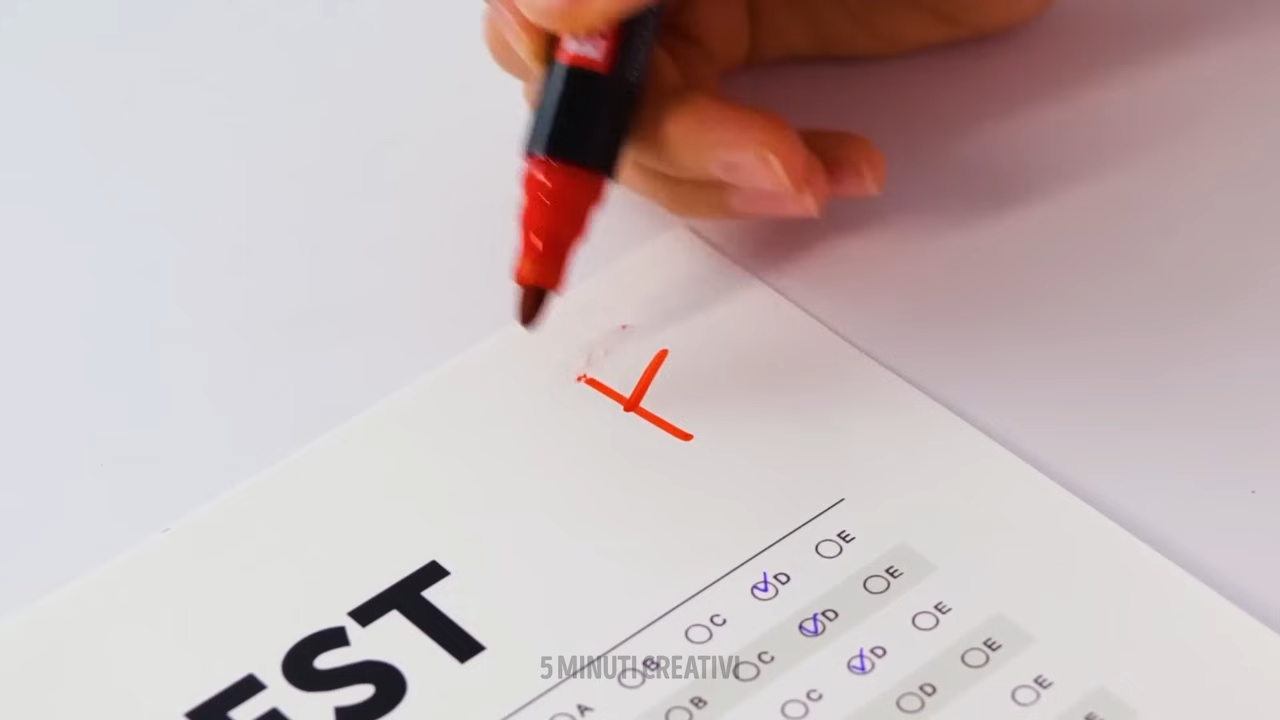 EST
A B C D E
B C D E
C D E
D E
E
5 MINUTI CREATIVI